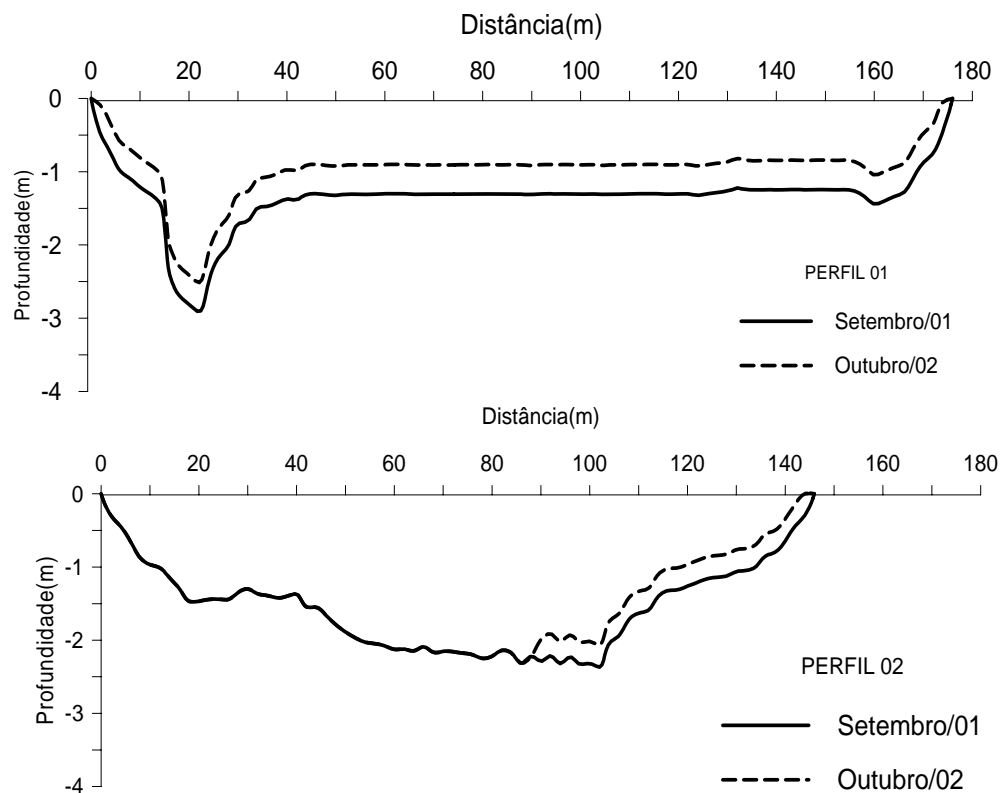 Distância(m)
0 20 40 60 80 100 120 140 160 180
0
-1
-2
-3
-4
Profundidade(m)
PERFIL 01
Setembro/01
Outubro/02
Distância(m)
0 20 40 60 80 100 120 140 160 180
0
-1
-2
-3
-4
Profundidade(m)
PERFIL 02
Setembro/01
Outubro/02